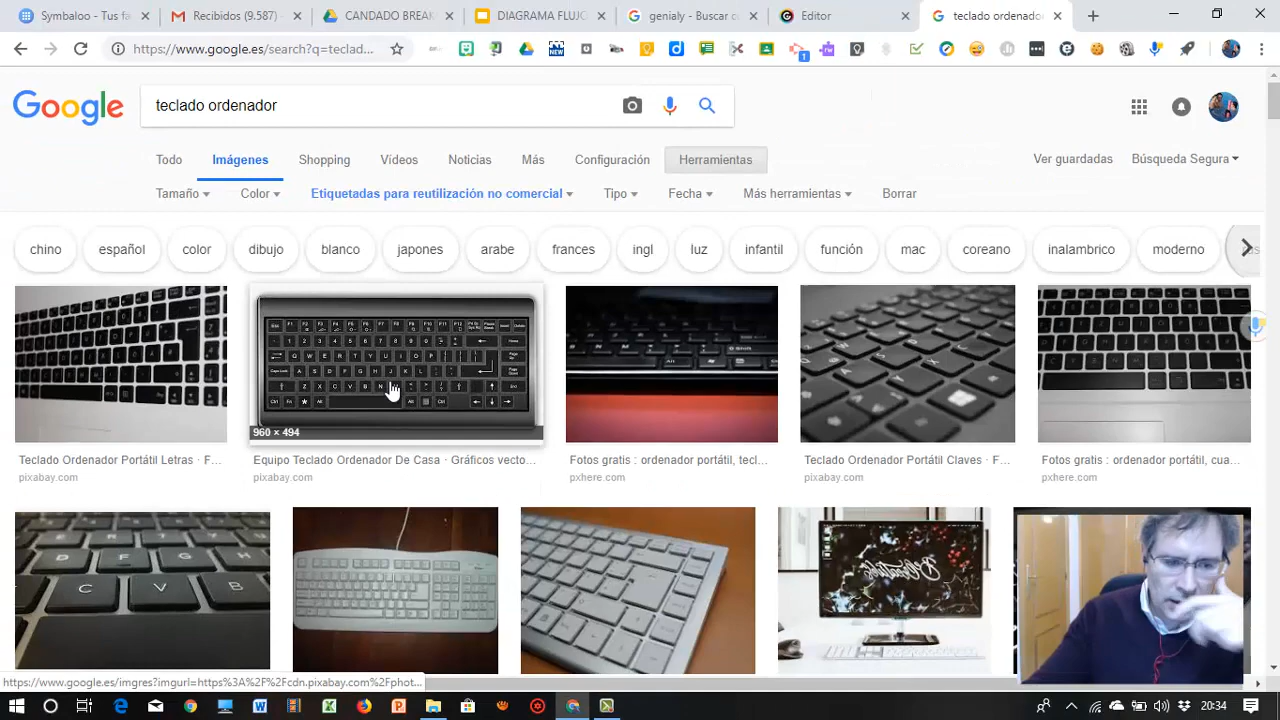 Symbaloo - Tus fa
Recibidos (9.587) -
CANDADO BREAK
DIAGRAMA FLUJO
genialy - Buscar co
Editor
teclado ordenador
https://www.google.es/search?q=teclad...
1
Google
teclado ordenador
Todo
Imágenes
Shopping
Vídeos
Noticias
Más
Configuración
Herramientas
Ver guardadas
Búsqueda Segura
Tamaño
Color
Etiquetadas para reutilización no comercial
Tipo
Fecha
Más herramientas
Borrar
chino
español
color
dibujo
blanco
japones
arabe
frances
ingl
luz
infantil
función
mac
coreano
inalambrico
moderno
960 × 494
Teclado Ordenador Portátil Letras · F...
Equipo Teclado Ordenador De Casa · Gráficos vecto...
Fotos gratis : ordenador portátil, tecl...
Teclado Ordenador Portátil Claves · F...
Fotos gratis : ordenador portátil, cua...
pixabay.com
pixabay.com
pxhere.com
pixabay.com
pxhere.com
https://www.google.es/imgres?imgurl=https%3A%2F%2Fcdn.pixabay.com%2Fphot...
20:34